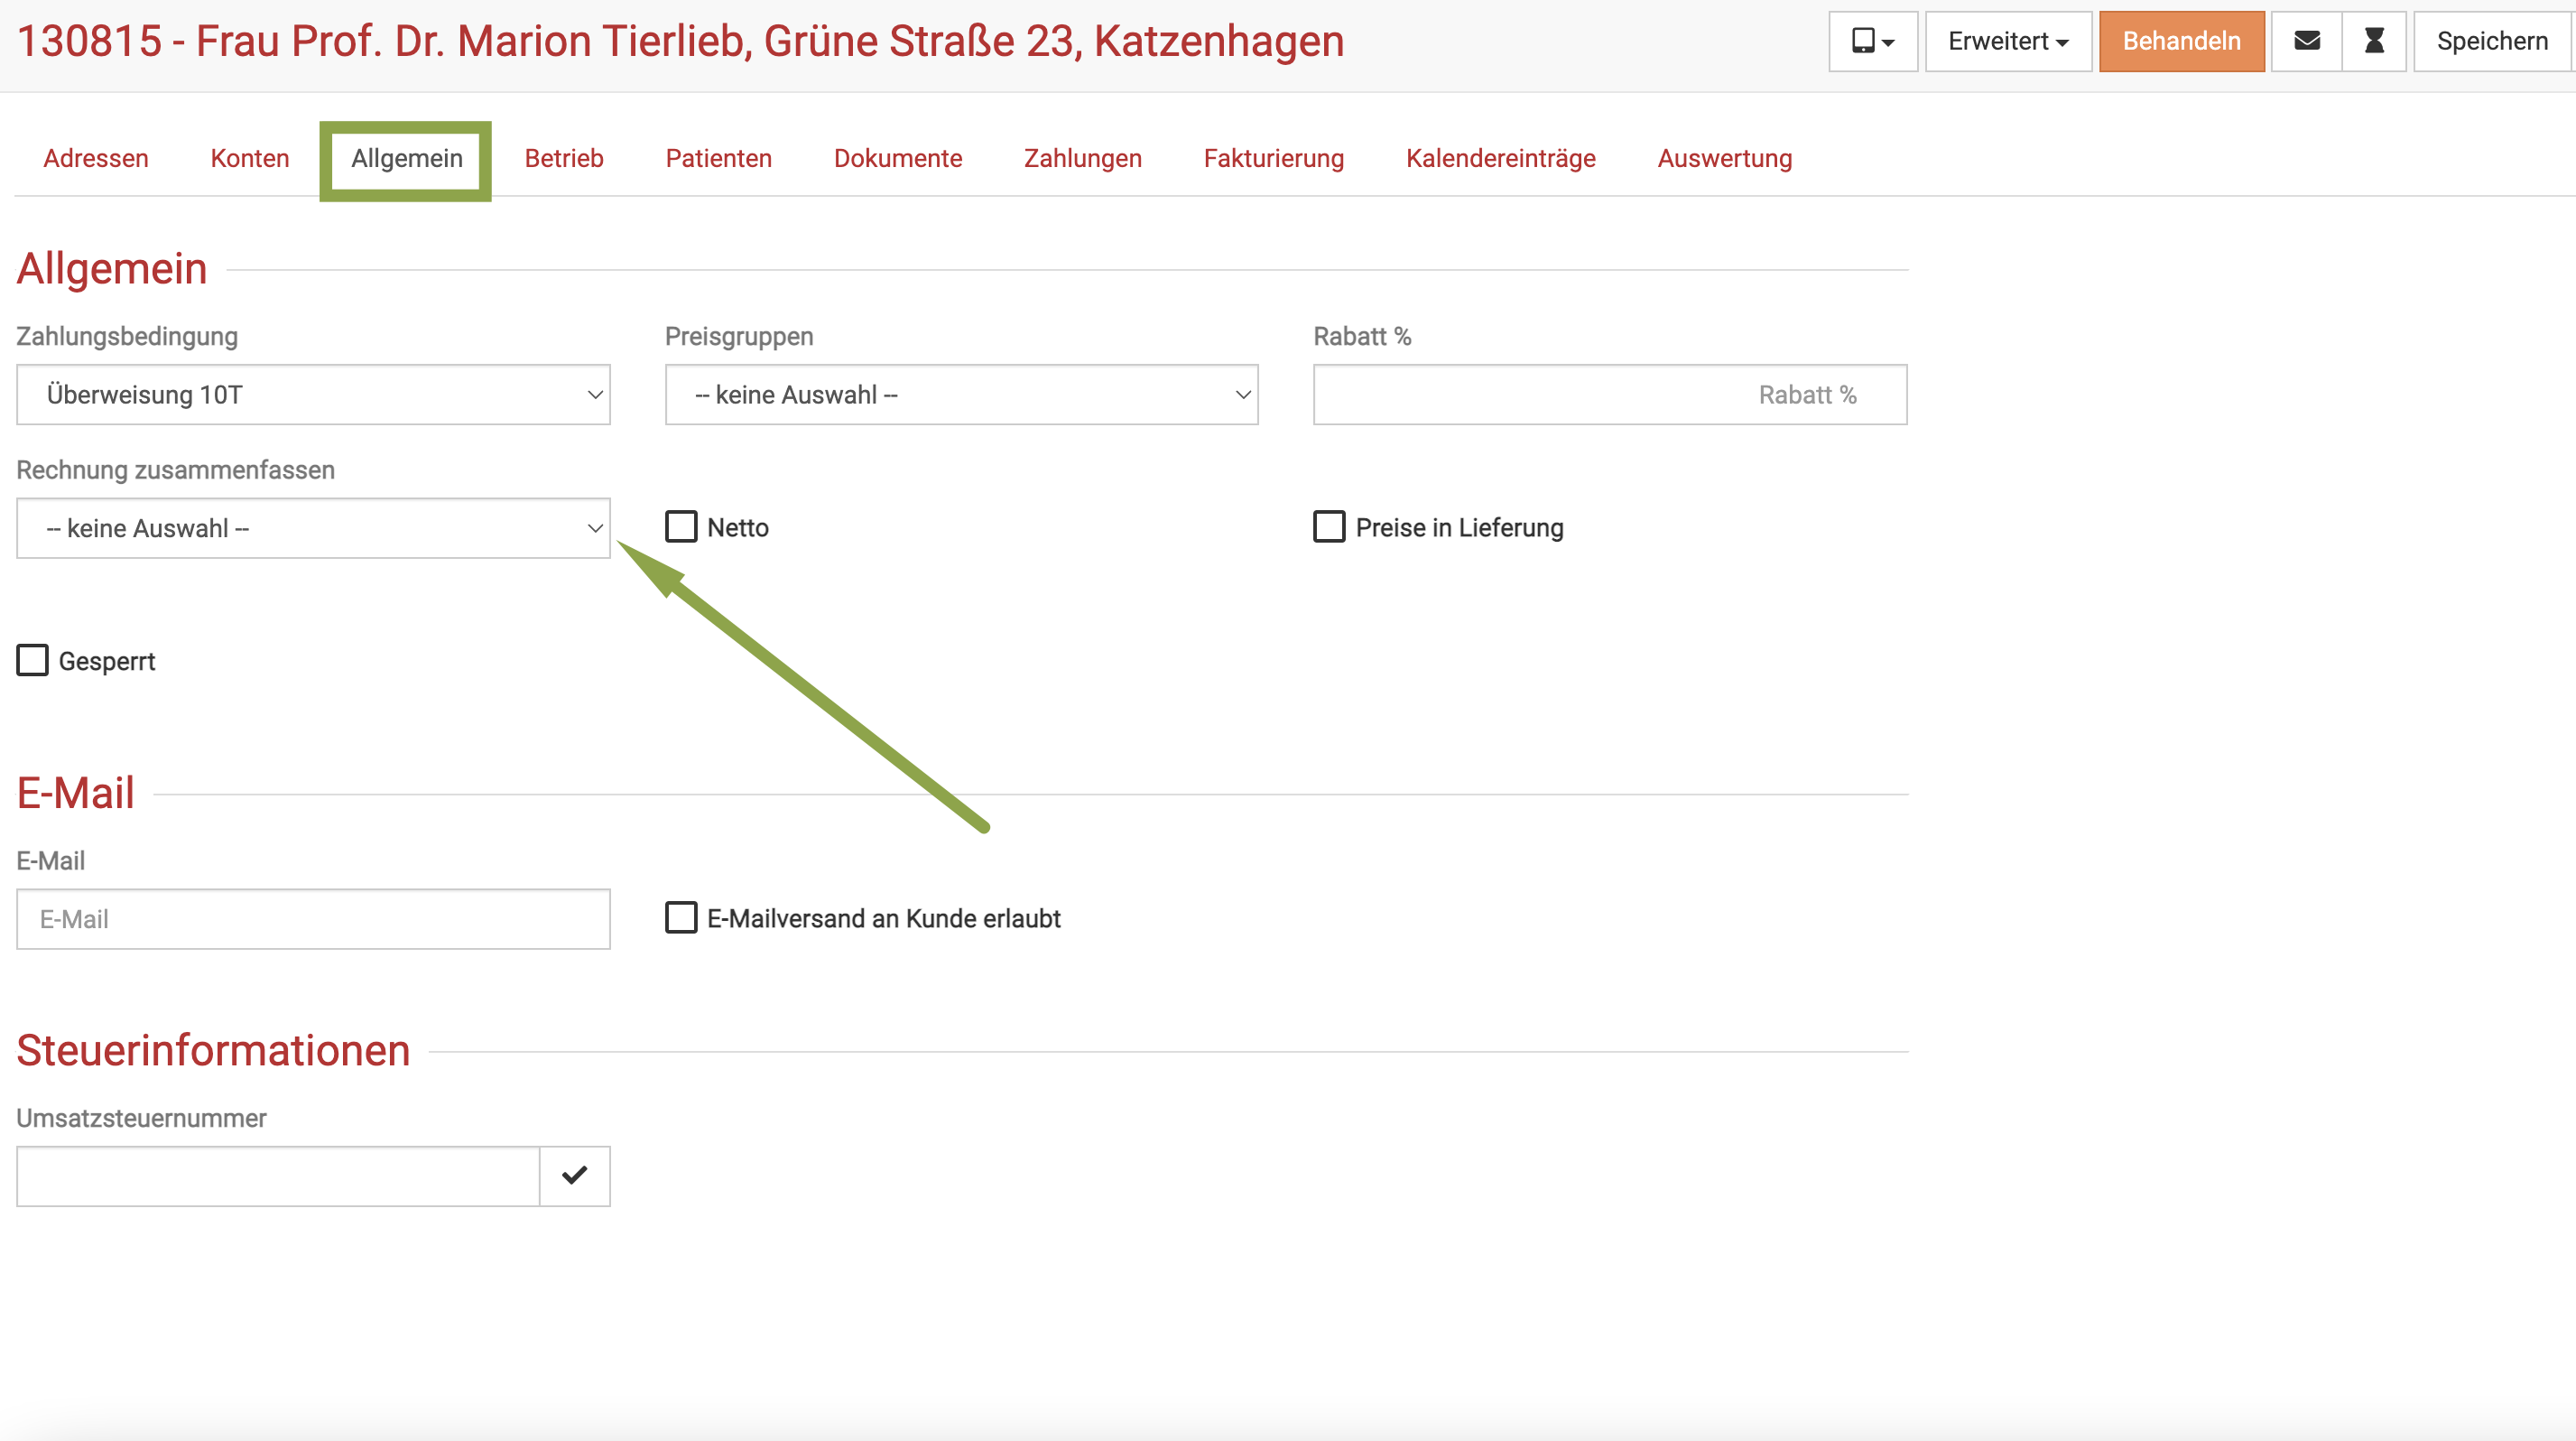 130815 - Frau Prof. Dr. Marion Tierlieb, Grüne Straße 23, Katzenhagen
Erweitert
Behandeln
Speichern
Adressen Konten Allgemein Betrieb Patienten Dokumente Zahlungen Fakturierung Kalendereinträge Auswertung
Allgemein
Zahlungsbedingung Preisgruppen Rabatt %
Überweisung 10T -- keine Auswahl -- Rabatt %
Rechnung zusammenfassen
-- keine Auswahl -- Netto Preise in Lieferung
Gesperrt
E-Mail
E-Mail
E-Mail E-Mailversand an Kunde erlaubt
Steuerinformationen
Umsatzsteuernummer